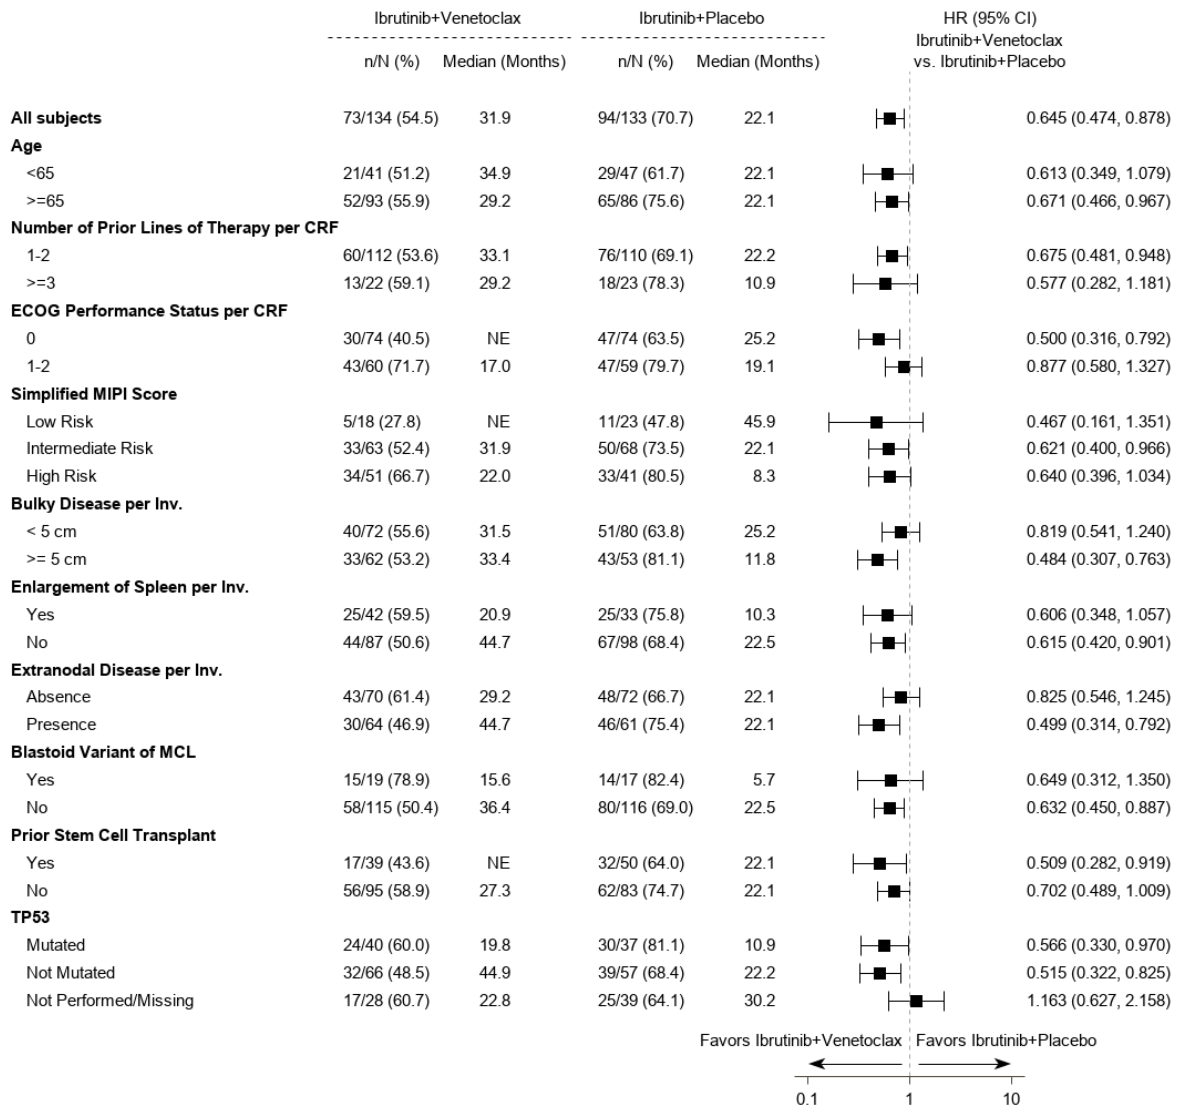 Ibrutinib+Venetoclax Ibrutinib+Placebo HR (95% CI)
Ibrutinib+Venetoclax
n/N (%) Median (Months) n/N (%) Median (Months) vs. Ibrutinib+Placebo
All subjects 73/134 (54.5) 31.9 94/133 (70.7) 22.1 0.645 (0.474, 0.878)
Age
<65 21/41 (51.2) 34.9 29/47 (61.7) 22.1 0.613 (0.349, 1.079)
>=65 52/93 (55.9) 29.2 65/86 (75.6) 22.1 0.671 (0.466, 0.967)
Number of Prior Lines of Therapy per CRF
1-2 60/112 (53.6) 33.1 76/110 (69.1) 22.2 0.675 (0.481, 0.948)
>=3 13/22 (59.1) 29.2 18/23 (78.3) 10.9 0.577 (0.282, 1.181)
ECOG Performance Status per CRF
0 30/74 (40.5) NE 47/74 (63.5) 25.2 0.500 (0.316, 0.792)
1-2 43/60 (71.7) 17.0 47/59 (79.7) 19.1 0.877 (0.580, 1.327)
Simplified MIPI Score
Low Risk 5/18 (27.8) NE 11/23 (47.8) 45.9 0.467 (0.161, 1.351)
Intermediate Risk 33/63 (52.4) 31.9 50/68 (73.5) 22.1 0.621 (0.400, 0.966)
High Risk 34/51 (66.7) 22.0 33/41 (80.5) 8.3 0.640 (0.396, 1.034)
Bulky Disease per Inv.
< 5 cm 40/72 (55.6) 31.5 51/80 (63.8) 25.2 0.819 (0.541, 1.240)
>= 5 cm 33/62 (53.2) 33.4 43/53 (81.1) 11.8 0.484 (0.307, 0.763)
Enlargement of Spleen per Inv.
Yes 25/42 (59.5) 20.9 25/33 (75.8) 10.3 0.606 (0.348, 1.057)
No 44/87 (50.6) 44.7 67/98 (68.4) 22.5 0.615 (0.420, 0.901)
Extranodal Disease per Inv.
Absence 43/70 (61.4) 29.2 48/72 (66.7) 22.1 0.825 (0.546, 1.245)
Presence 30/64 (46.9) 44.7 46/61 (75.4) 22.1 0.499 (0.314, 0.792)
Blastoid Variant of MCL
Yes 15/19 (78.9) 15.6 14/17 (82.4) 5.7 0.649 (0.312, 1.350)
No 58/115 (50.4) 36.4 80/116 (69.0) 22.5 0.632 (0.450, 0.887)
Prior Stem Cell Transplant
Yes 17/39 (43.6) NE 32/50 (64.0) 22.1 0.509 (0.282, 0.919)
No 56/95 (58.9) 27.3 62/83 (74.7) 22.1 0.702 (0.489, 1.009)
TP53
Mutated 24/40 (60.0) 19.8 30/37 (81.1) 10.9 0.566 (0.330, 0.970)
Not Mutated 32/66 (48.5) 44.9 39/57 (68.4) 22.2 0.515 (0.322, 0.825)
Not Performed/Missing 17/28 (60.7) 22.8 25/39 (64.1) 30.2 1.163 (0.627, 2.158)
Favors Ibrutinib+Venetoclax Favors Ibrutinib+Placebo
0.1 1 10